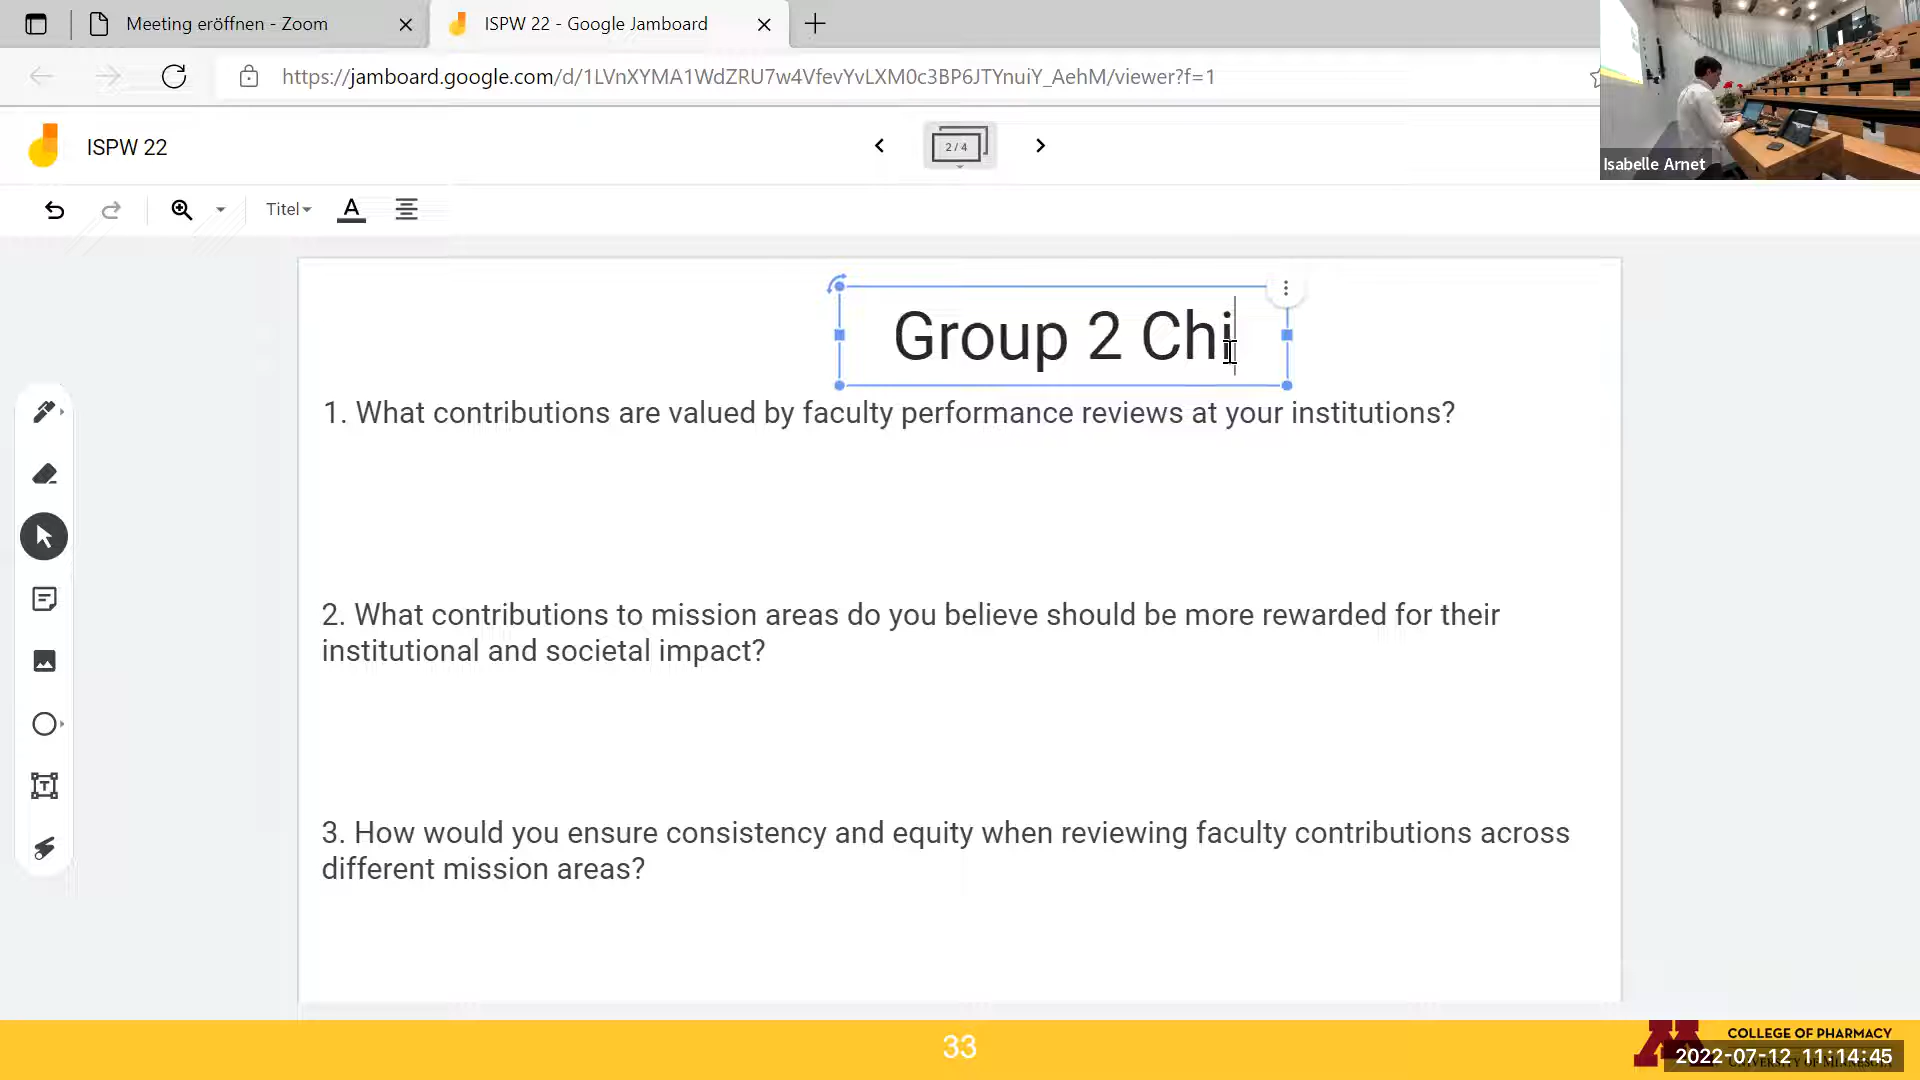 Meeting eröffnen - Zoom
ISPW 22 - Google Jamboard
https://jamboard.google.com/d/1LVnXYMA1WdZRU7w4VfevYvLXM0c3BP6JTYnuiY_AehM/viewer?f=1
Isabelle Arnet
ISPW 22
2 / 4
Titel
A
Group 2 Chi
1. What contributions are valued by faculty performance reviews at your institutions?
2. What contributions to mission areas do you believe should be more rewarded for their
institutional and societal impact?
3. How would you ensure consistency and equity when reviewing faculty contributions across
different mission areas?
33
COLLEGE OF PHARMACY
UNIVERSITY OF MINNESOTA
2022-07-12 11:14:45